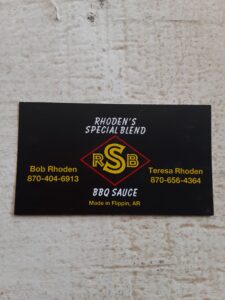 RHODEN'S
SPECIAL BLEND
RSB
Bob Rhoden
870-404-6913
Teresa Rhoden
870-656-4364
BBQ SAUCE
Made in Flippin, AR